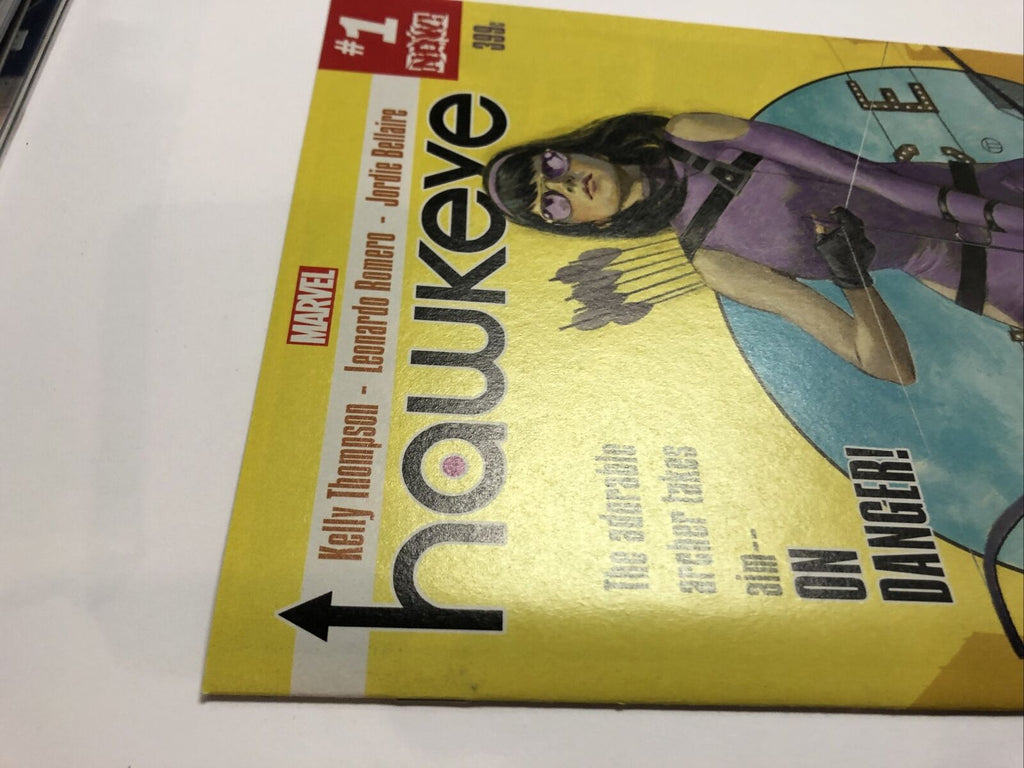 MARVEL
#1
NOW!
Kelly Thompson - Leonardo Romero - Jordie Bellaire
hawkeye
399¢
The adorable
archer takes
aim--
ON
DANGER!
E